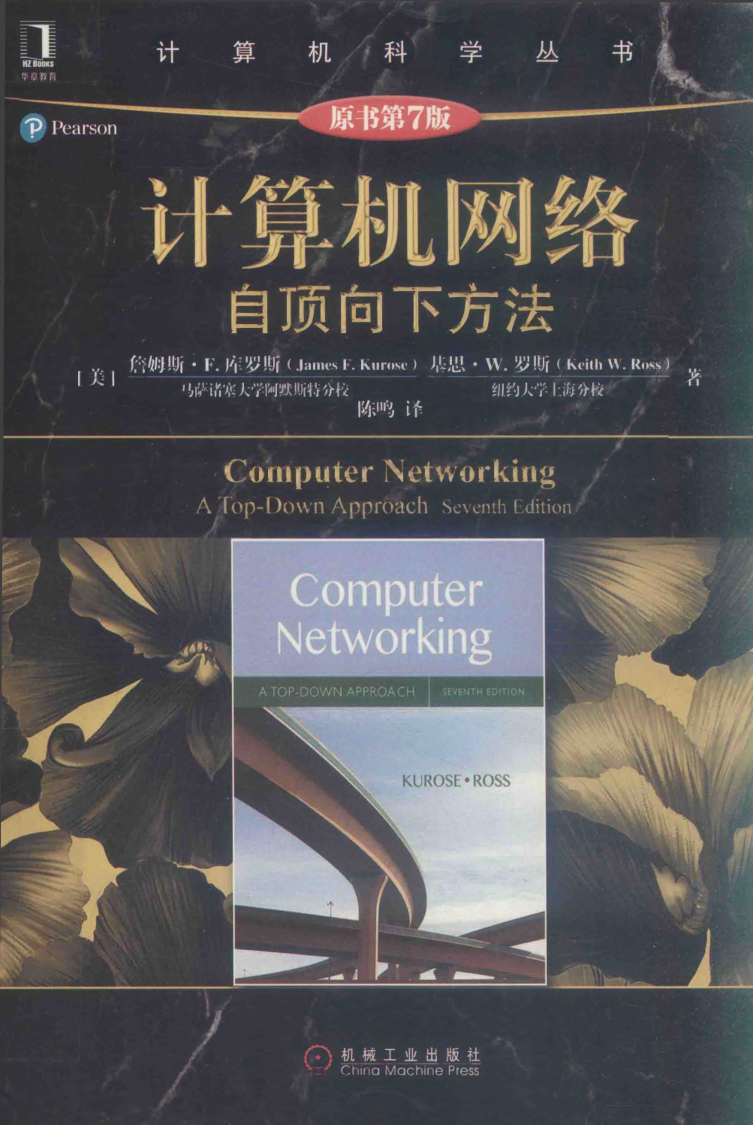 HZ BOOKS
华章教育
计算机科学丛书
Pearson
原书第7版
计算机网络
自顶向下方法
[美] 詹姆斯·F. 库罗斯（James F. Kurose） 基思·W. 罗斯（Keith W. Ross） 著
马萨诸塞大学阿默斯特分校 纽约大学上海分校
陈鸣 译
Computer Networking
A Top-Down Approach Seventh Edition
Computer
Networking
A TOP-DOWN APPROACH SEVENTH EDITION
KUROSE • ROSS
机械工业出版社
China Machine Press